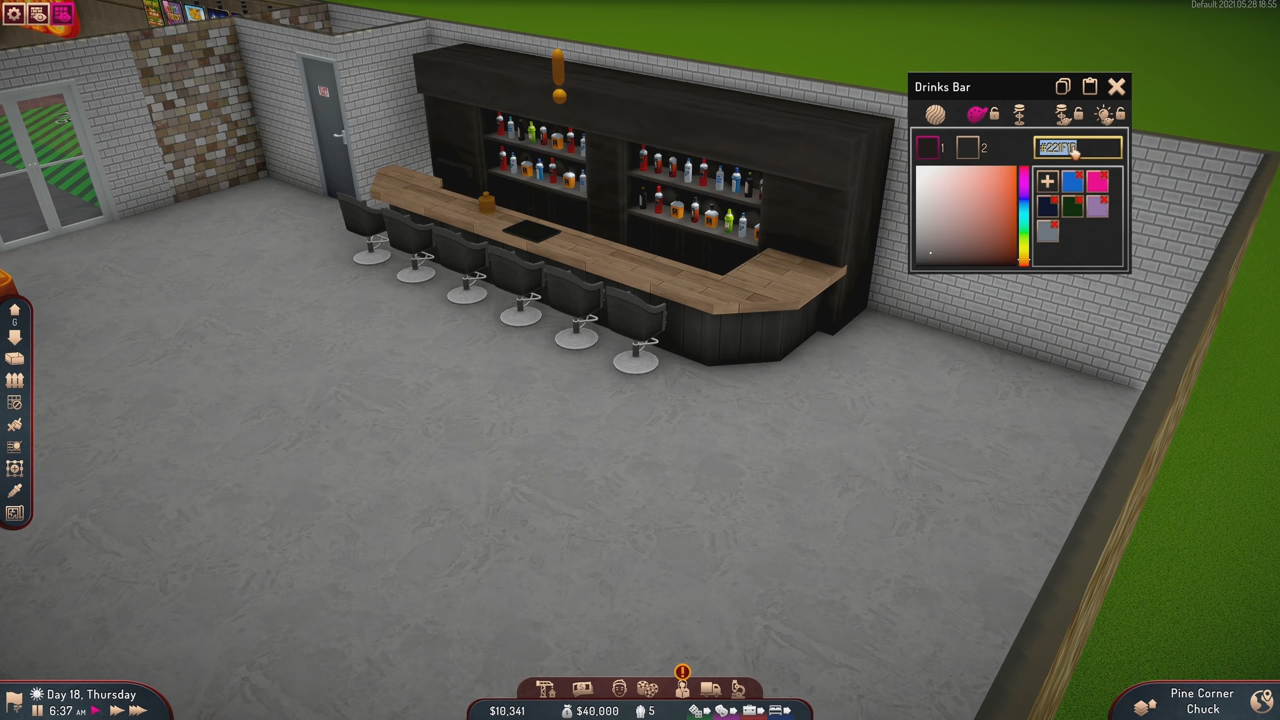 Default 2021.05.28 18:55
Drinks Bar
1
2
#221F1F
G
Day 18, Thursday
6:37 AM
$10,341
$40,000
5
Pine Corner
Chuck